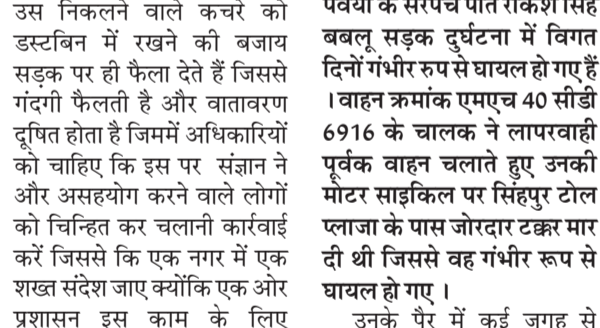 उस निकलने वाले कचरे को
डस्टबिन में रखने की बजाय
सड़क पर ही फैला देते हैं जिससे
गंदगी फैलती है और वातावरण
दूषित होता है जिममें अधिकारियों
को चाहिए कि इस पर संज्ञान ने
और असहयोग करने वाले लोगों
को चिन्हित कर चलानी कार्रवाई
करें जिससे कि एक नगर में एक
शख्त संदेश जाए क्योंकि एक ओर
प्रशासन इस काम के लिए
पवया के सरपंच पति राकेश सिंह
बबलू सड़क दुर्घटना में विगत
दिनों गंभीर रुप से घायल हो गए हैं
। वाहन क्रमांक एमएच 40 सीडी
6916 के चालक ने लापरवाही
पूर्वक वाहन चलाते हुए उनकी
मोटर साइकिल पर सिंहपुर टोल
प्लाजा के पास जोरदार टक्कर मार
दी थी जिससे वह गंभीर रूप से
घायल हो गए ।
उनके पैर में कई जगह से